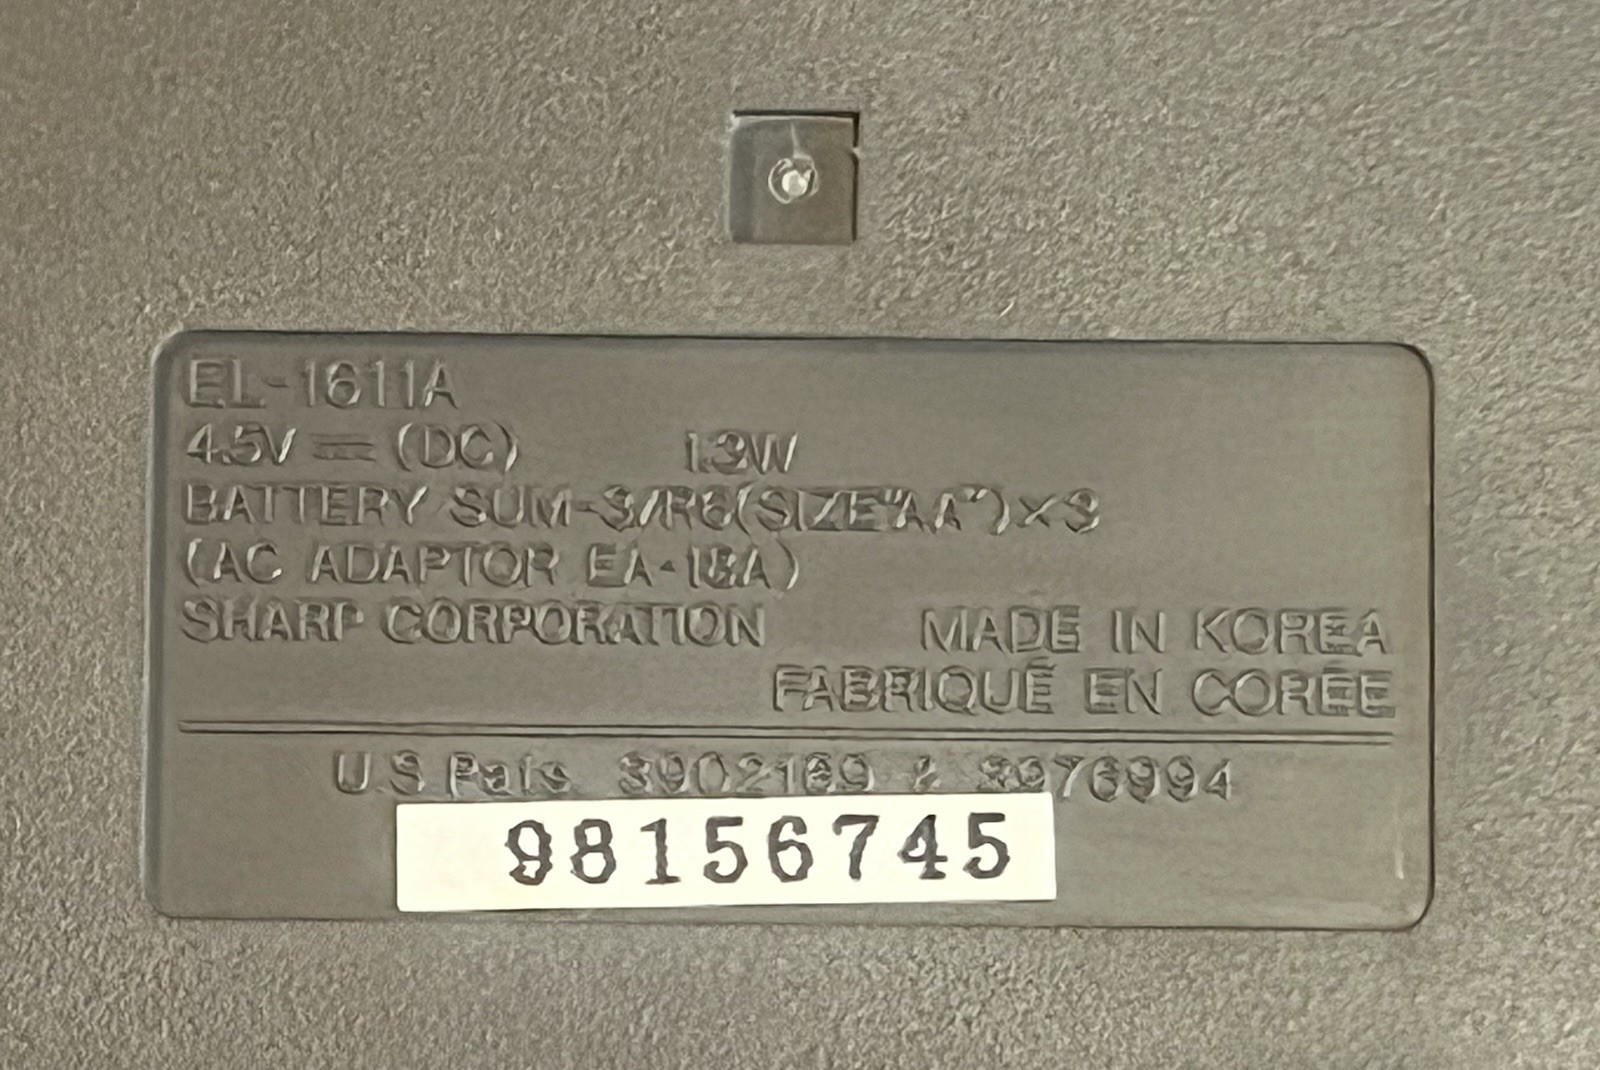 EL-1611A
4.5V ⎓ (DC) 1.3W
BATTERY SUM-3/R6(SIZE"AA")×3
(AC ADAPTOR EA-18A)
SHARP CORPORATION MADE IN KOREA
FABRIQUÉ EN CORÉE
U.S Pats 3902169 & 3976994
98156745